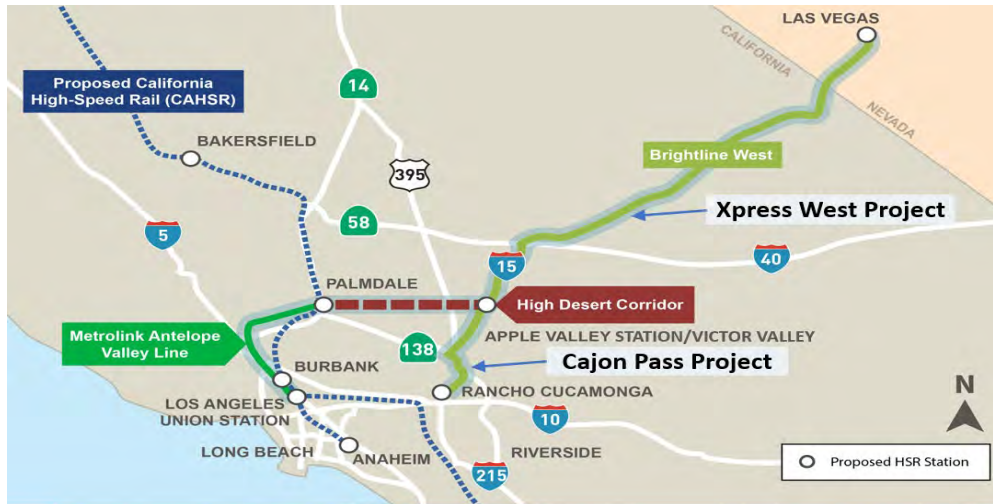 LAS VEGAS
CALIFORNIA
NEVADA
Proposed California
High-Speed Rail (CAHSR)
14
BAKERSFIELD
Brightline West
395
Xpress West Project
58
5
15
40
PALMDALE
High Desert Corridor
Metrolink Antelope
Valley Line
APPLE VALLEY STATION/VICTOR VALLEY
138
Cajon Pass Project
BURBANK
RANCHO CUCAMONGA
LOS ANGELES
UNION STATION
10
N
LONG BEACH
ANAHEIM
RIVERSIDE
215
Proposed HSR Station